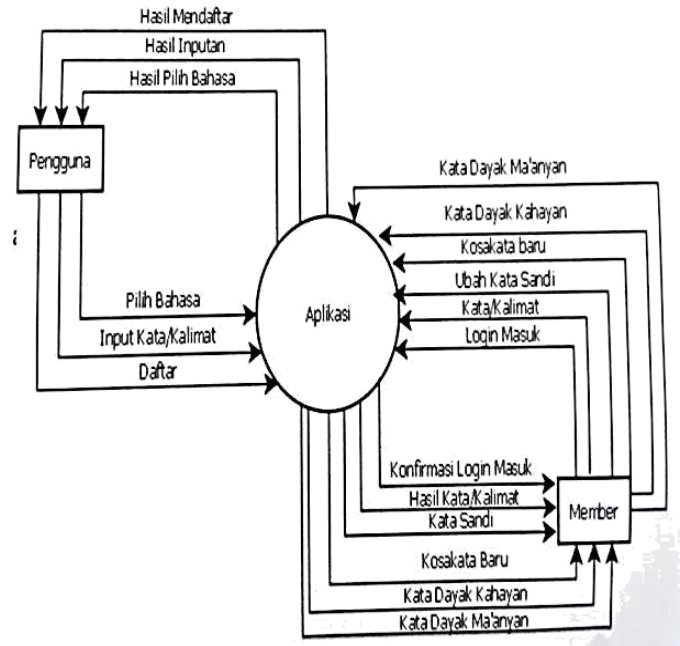 Hasil Mendaftar
Hasil Inputan
Hasil Pilih Bahasa
Pengguna
Kata Dayak Ma'anyan
Kata Dayak Kahayan
Kosakata baru
Ubah Kata Sandi
Kata/Kalimat
Login Masuk
Aplikasi
Pilih Bahasa
Input Kata/Kalimat
Daftar
Konfirmasi Login Masuk
Hasil Kata/Kalimat
Kata Sandi
Member
Kosakata Baru
Kata Dayak Kahayan
Kata Dayak Ma'anyan